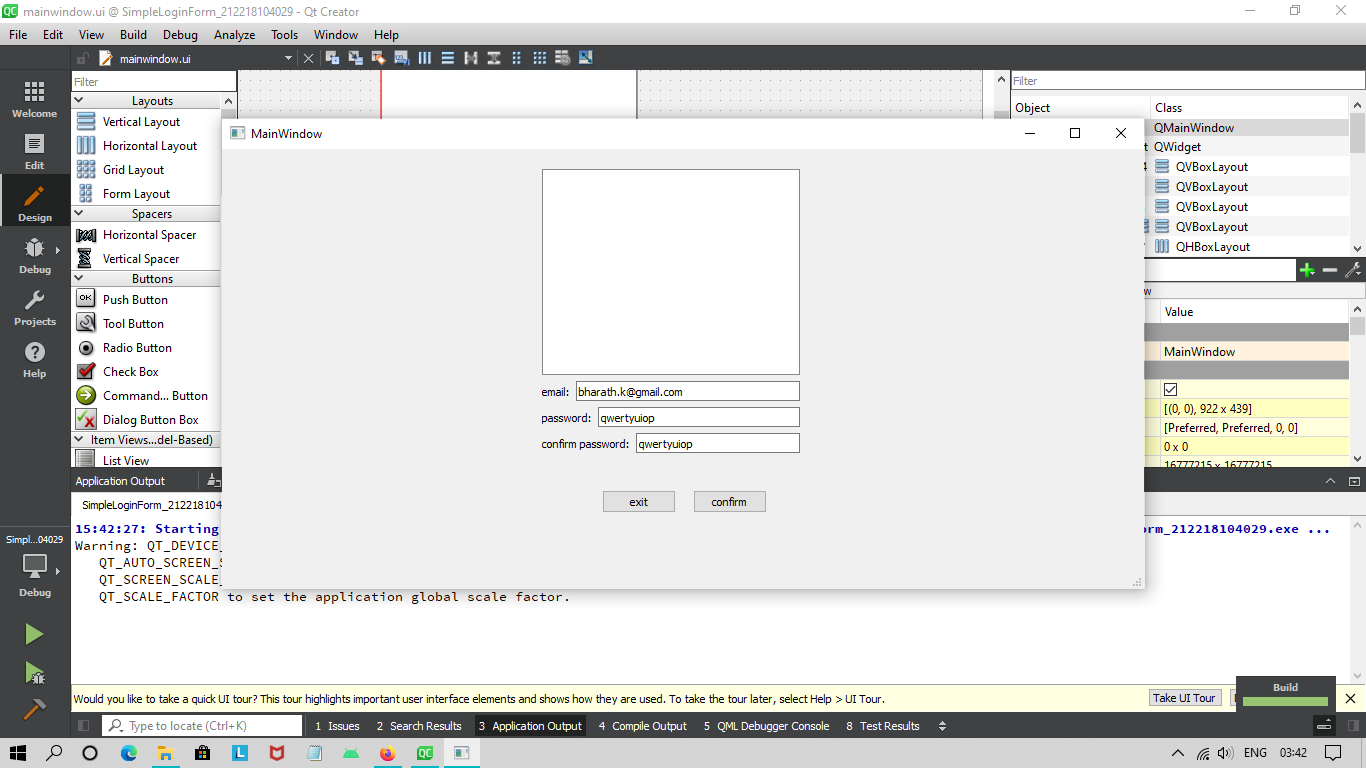 mainwindow.ui @ SimpleLoginForm_212218104029 - Qt Creator
File Edit View Build Debug Analyze Tools Window Help
mainwindow.ui
Welcome
Edit
Design
Debug
Projects
Help
Filter
Layouts
Vertical Layout
Horizontal Layout
Grid Layout
Form Layout
Spacers
Horizontal Spacer
Vertical Spacer
Buttons
Push Button
Tool Button
Radio Button
Check Box
Command... Button
Dialog Button Box
Item Views...del-Based)
List View
MainWindow
email: bharath.k@gmail.com
password: qwertyuiop
confirm password: qwertyuiop
exit confirm
Filter
Object Class
QMainWindow
QWidget
QVBoxLayout
QVBoxLayout
QVBoxLayout
QVBoxLayout
QHBoxLayout
Value
MainWindow
[(0, 0), 922 x 439]
[Preferred, Preferred, 0, 0]
0 x 0
16777215 x 16777215
Application Output
SimpleLoginForm_212218104
15:42:27: Starting rm_212218104029.exe ...
Warning: QT_DEVICE_
QT_AUTO_SCREEN_S
QT_SCREEN_SCALE_
QT_SCALE_FACTOR to set the application global scale factor.
Simpl...04029
Debug
Would you like to take a quick UI tour? This tour highlights important user interface elements and shows how they are used. To take the tour later, select Help > UI Tour.
Take UI Tour
Build
Type to locate (Ctrl+K)
1 Issues 2 Search Results 3 Application Output 4 Compile Output 5 QML Debugger Console 8 Test Results
ENG 03:42